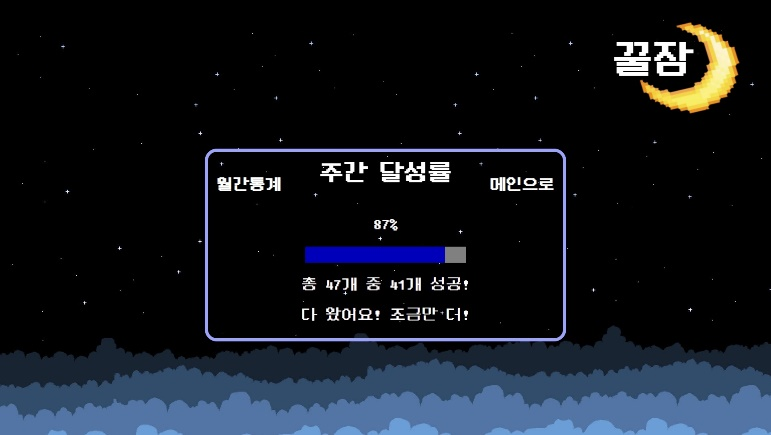 꿀잠
주간 달성률
월간통계
메인으로
87%
총 47개 중 41개 성공!
다 왔어요! 조금만 더!